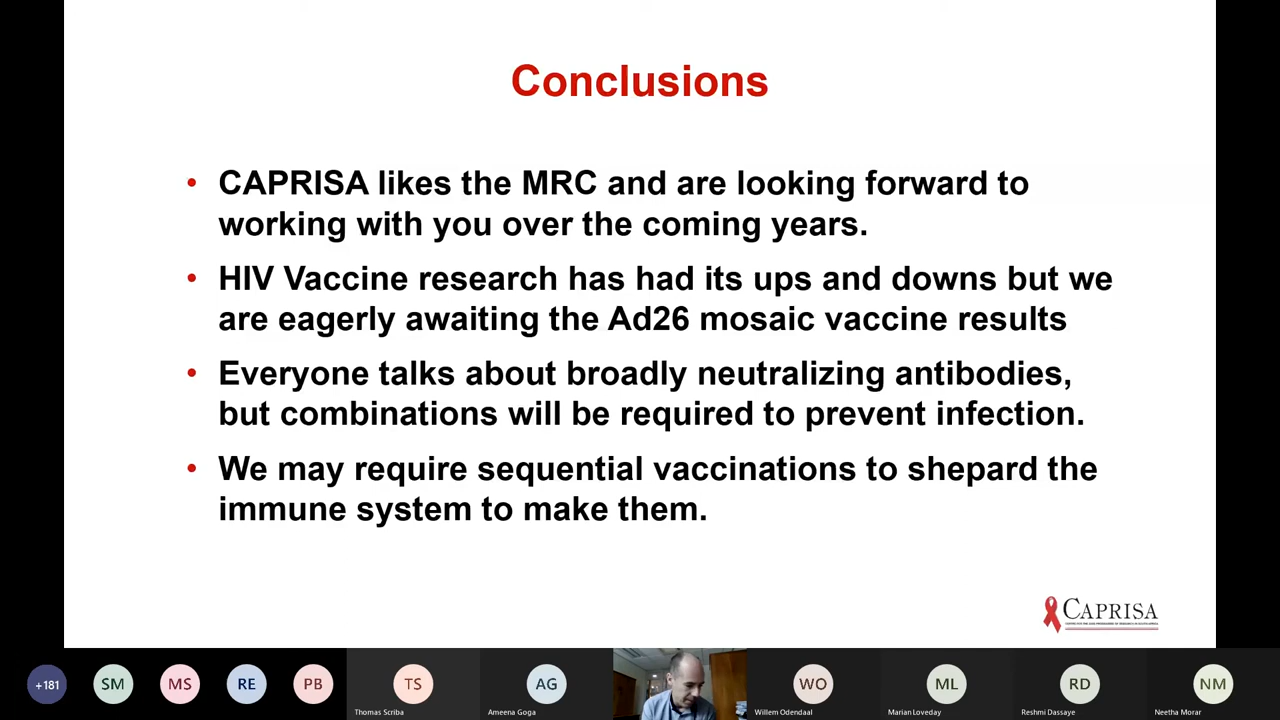 Conclusions
• CAPRISA likes the MRC and are looking forward to
working with you over the coming years.
• HIV Vaccine research has had its ups and downs but we
are eagerly awaiting the Ad26 mosaic vaccine results
• Everyone talks about broadly neutralizing antibodies,
but combinations will be required to prevent infection.
• We may require sequential vaccinations to shepard the
immune system to make them.
CAPRISA
+181 SM MS RE PB TS AG WO ML RD NM
Thomas Scriba Ameena Goga Willem Odendaal Marian Loveday Reshmi Dassaye Neetha Morar